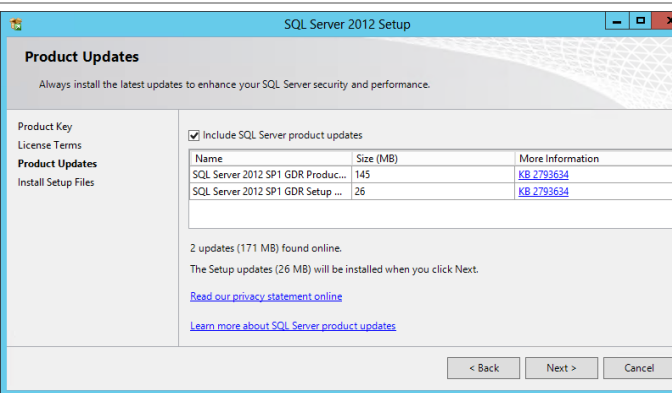 SQL Server 2012 Setup
Product Updates
Always install the latest updates to enhance your SQL Server security and performance.
Product Key
License Terms
Product Updates
Install Setup Files
Include SQL Server product updates
Name Size (MB) More Information
SQL Server 2012 SP1 GDR Produc... 145 KB 2793634
SQL Server 2012 SP1 GDR Setup ... 26 KB 2793634
2 updates (171 MB) found online.
The Setup updates (26 MB) will be installed when you click Next.
Read our privacy statement online
Learn more about SQL Server product updates
< Back Next > Cancel